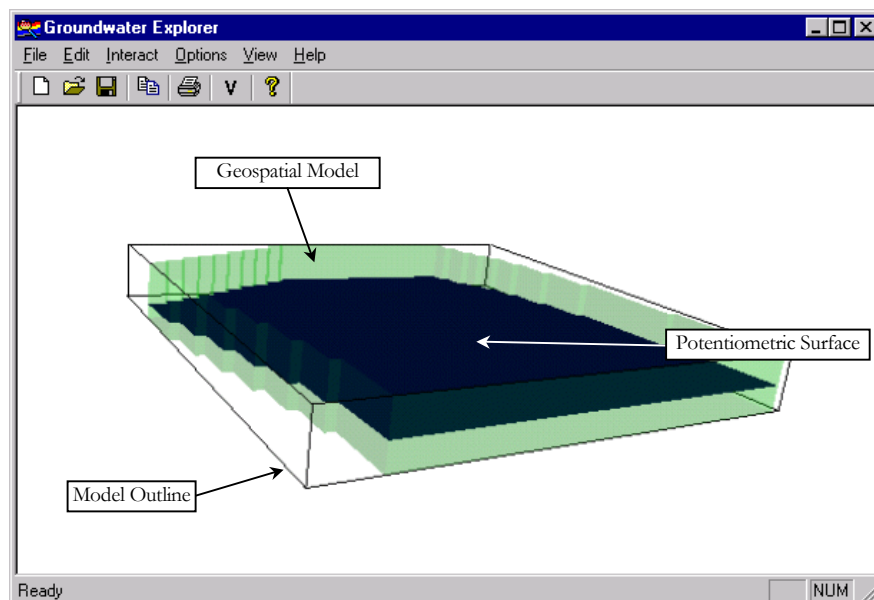 Groundwater Explorer
File Edit Interact Options View Help
V ?
Geospatial Model
Potentiometric Surface
Model Outline
Ready NUM